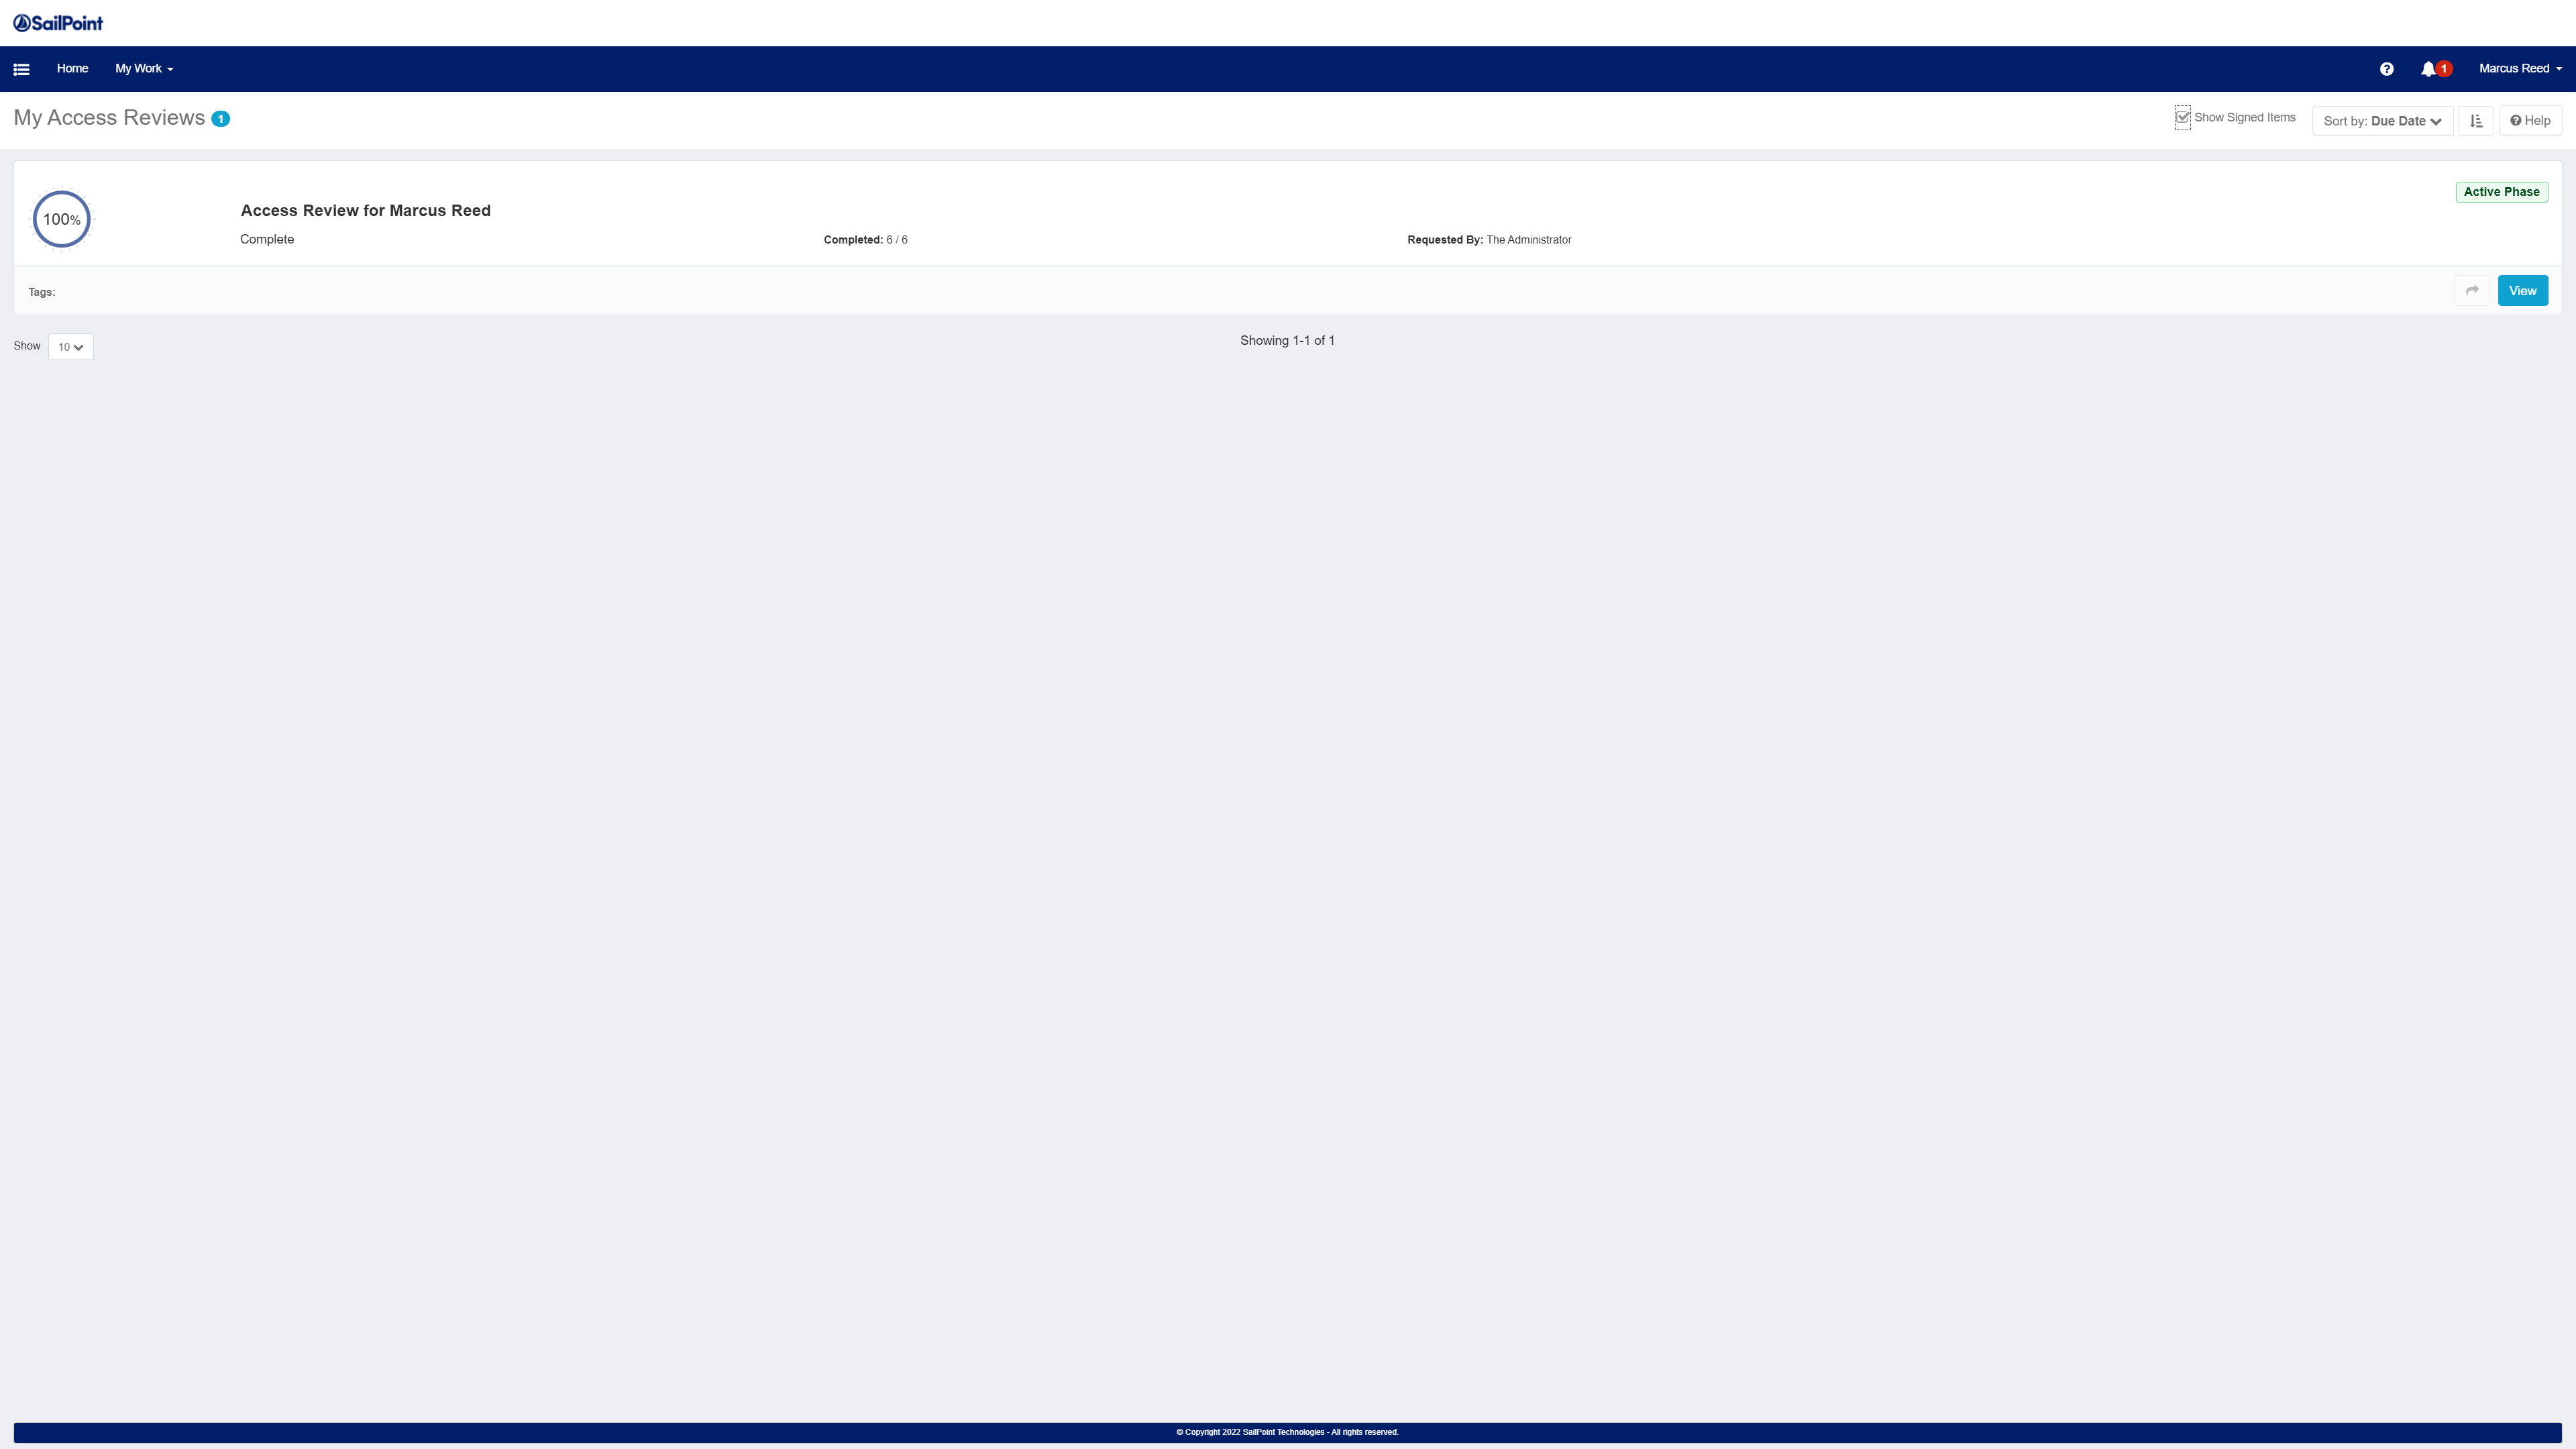 SailPoint
Home My Work 1 Marcus Reed
My Access Reviews 1 Show Signed Items Sort by: Due Date Help
100% Access Review for Marcus Reed Active Phase
Complete Completed: 6 / 6 Requested By: The Administrator
Tags: View
Show 10 Showing 1-1 of 1
© Copyright 2022 SailPoint Technologies - All rights reserved.